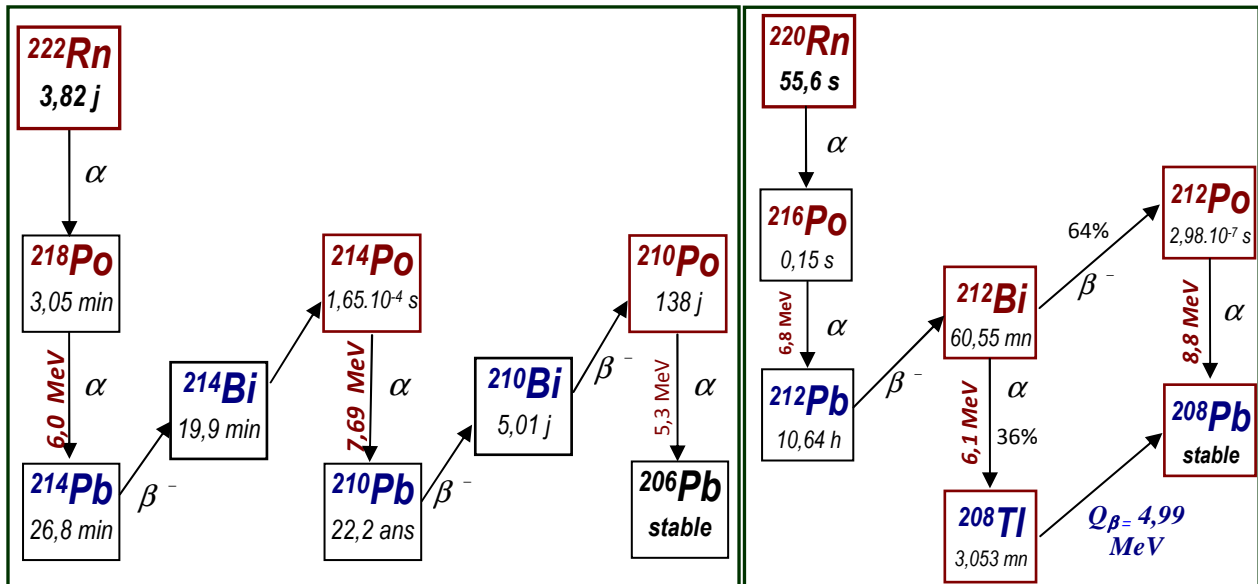 ²²²Rn
3,82 j
α
²¹⁸Po
3,05 min
6,0 MeV
α
²¹⁴Pb
26,8 min
β⁻
²¹⁴Bi
19,9 min
²¹⁴Po
1,65.10⁻⁴ s
7,69 MeV
α
²¹⁰Pb
22,2 ans
β⁻
²¹⁰Bi
5,01 j
β⁻
²¹⁰Po
138 j
5,3 MeV
α
²⁰⁶Pb
stable
²²⁰Rn
55,6 s
α
²¹⁶Po
0,15 s
6,8 MeV
α
²¹²Pb
10,64 h
β⁻
²¹²Bi
60,55 mn
64%
β⁻
²¹²Po
2,98.10⁻⁷ s
8,8 MeV
α
²⁰⁸Pb
stable
6,1 MeV
α
36%
²⁰⁸Tl
3,053 mn
Qβ= 4,99
MeV